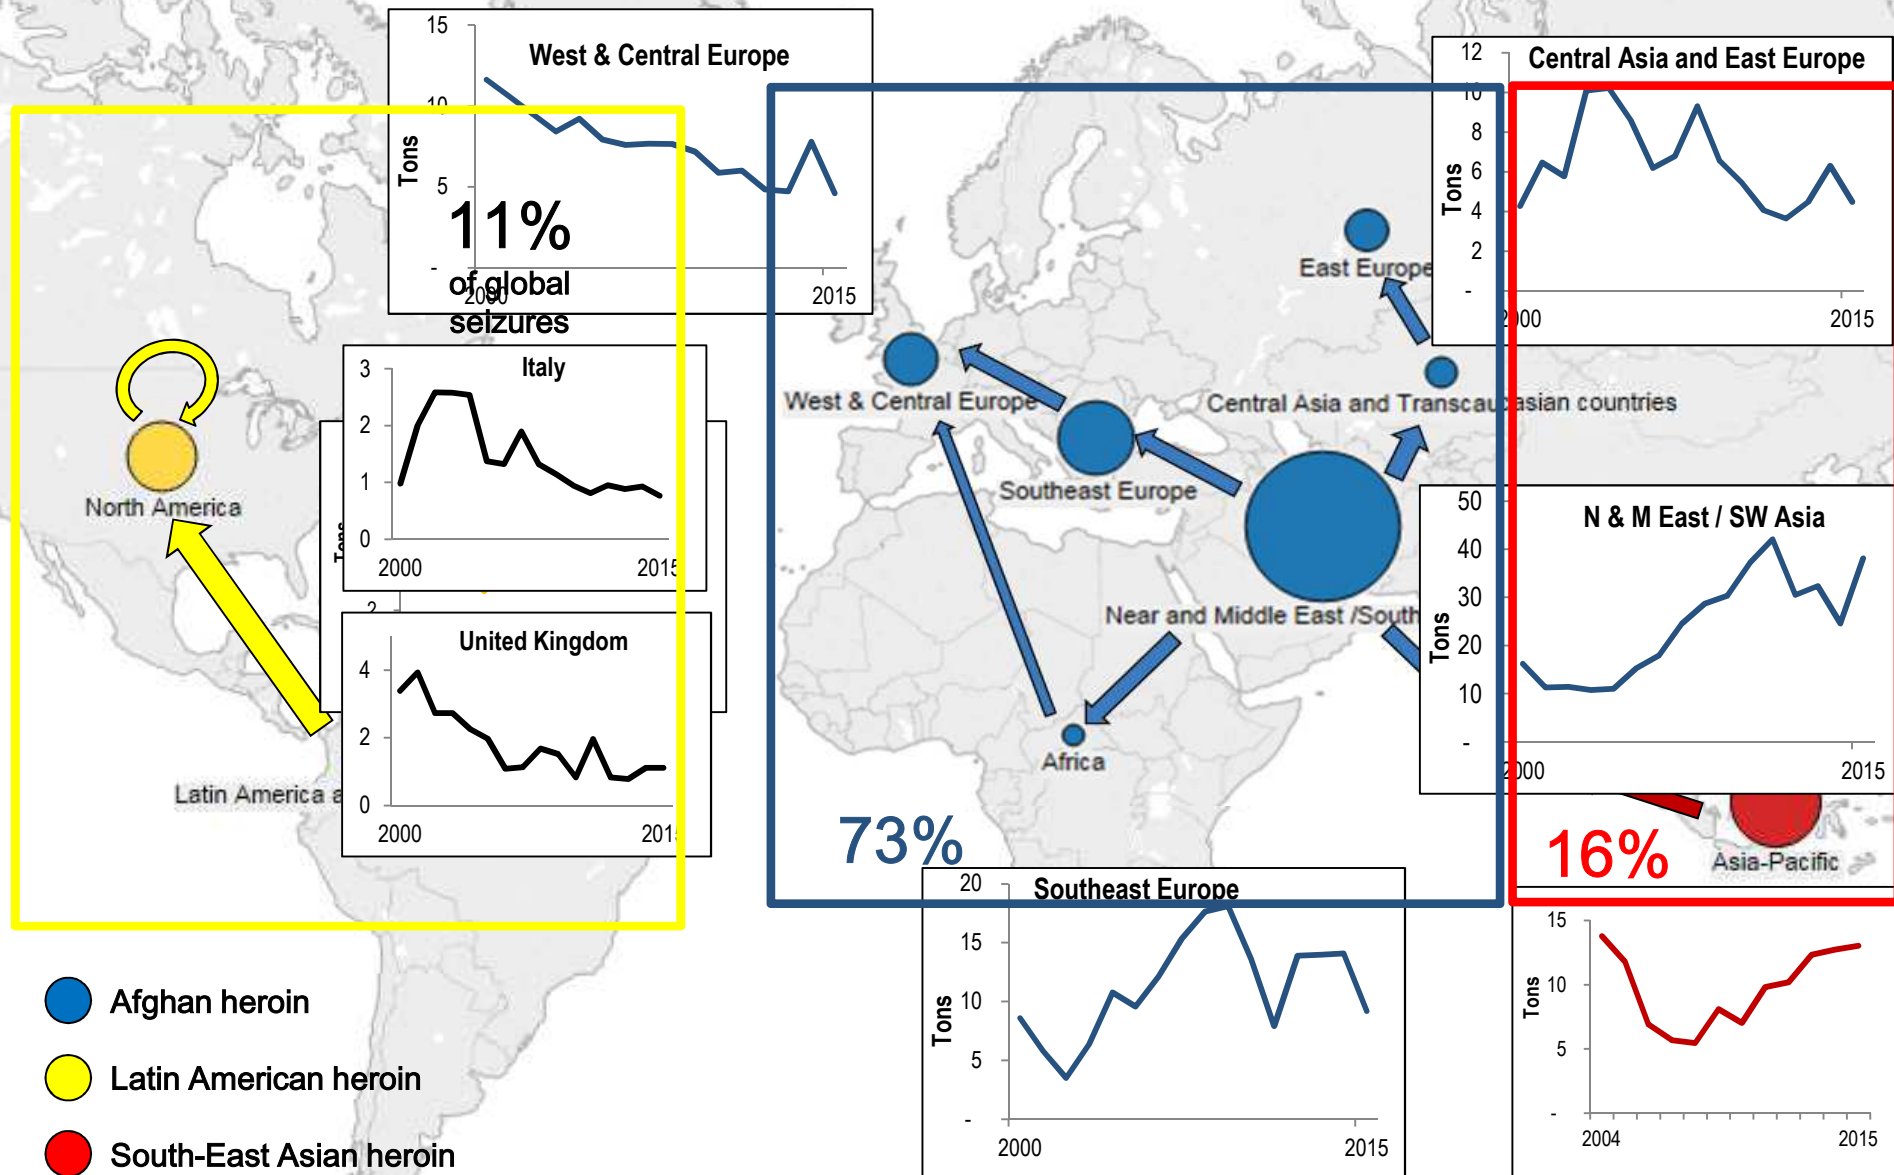 15
West & Central Europe
10
Tons
5
-
2000
2015
11%
of global
seizures
12
Central Asia and East Europe
10
8
6
Tons
4
2
-
2000
2015
East Europe
West & Central Europe
Central Asia and Transcaucasian countries
Southeast Europe
Near and Middle East /South
Africa
North America
Latin America a
3
Italy
2
1
0
2000
2015
Tons
2
United Kingdom
4
2
0
2000
2015
50
N & M East / SW Asia
40
30
Tons
20
10
-
2000
2015
73%
16%
Asia-Pacific
20
Southeast Europe
15
10
Tons
5
-
2000
2015
15
10
Tons
5
-
2004
2015
Afghan heroin
Latin American heroin
South-East Asian heroin